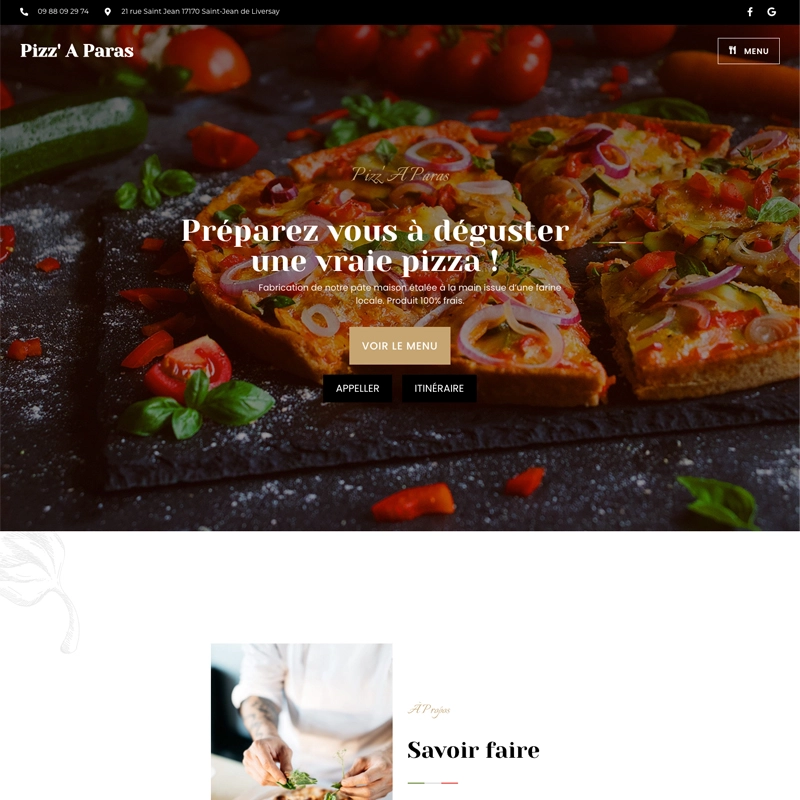 09 88 09 29 74
21 rue Saint Jean 17170 Saint-Jean de Liversay
Pizz' A Paras
MENU
Pizz' A Paras
Préparez vous à déguster
une vraie pizza !
Fabrication de notre pâte maison étalée à la main issue d'une farine
locale. Produit 100% frais.
VOIR LE MENU
APPELLER
ITINÉRAIRE
A Propos
Savoir faire